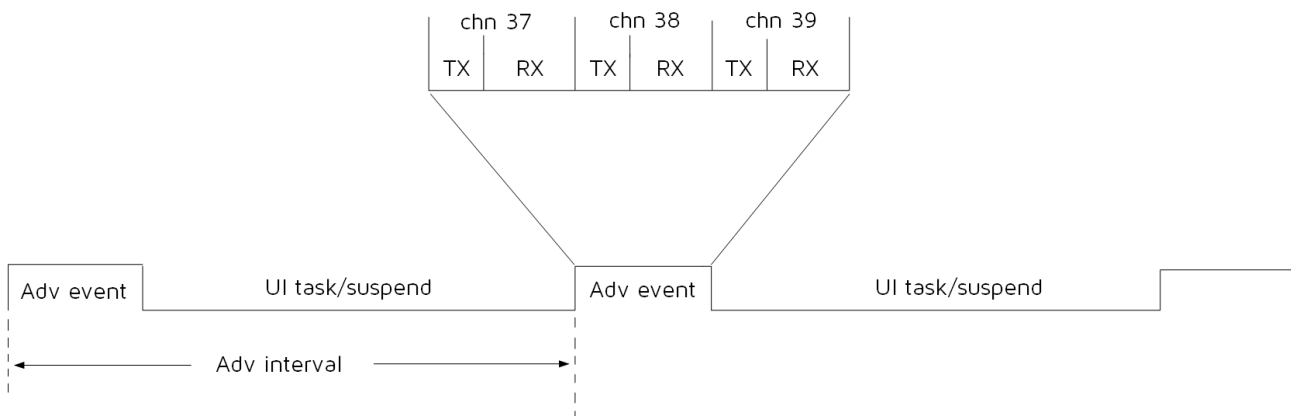 chn 37 chn 38 chn 39
TX RX TX RX TX RX
Adv event UI task/suspend Adv event UI task/suspend
Adv interval